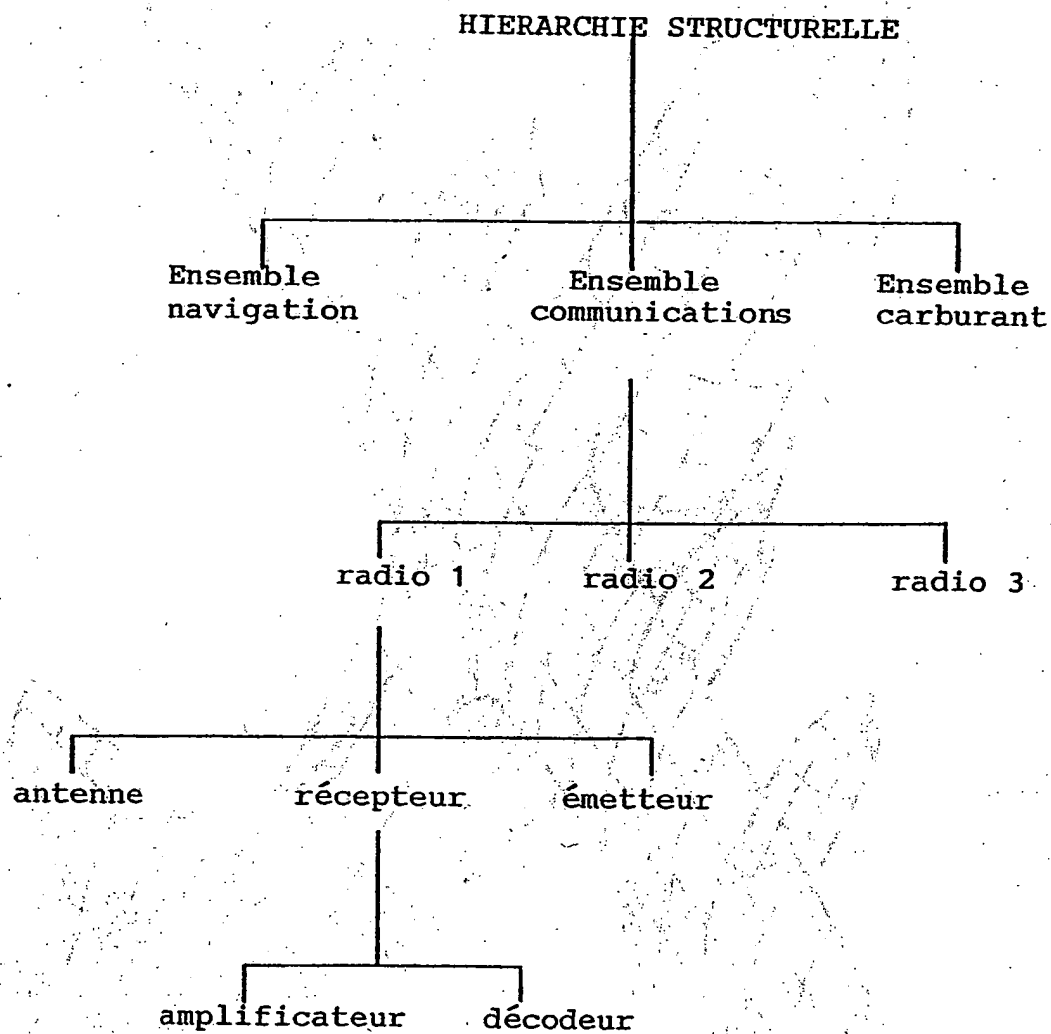 HIERARCHIE STRUCTURELLE
Ensemble
navigation
Ensemble
communications
Ensemble
carburant
radio 1
radio 2
radio 3
antenne
récepteur
émetteur
amplificateur
décodeur